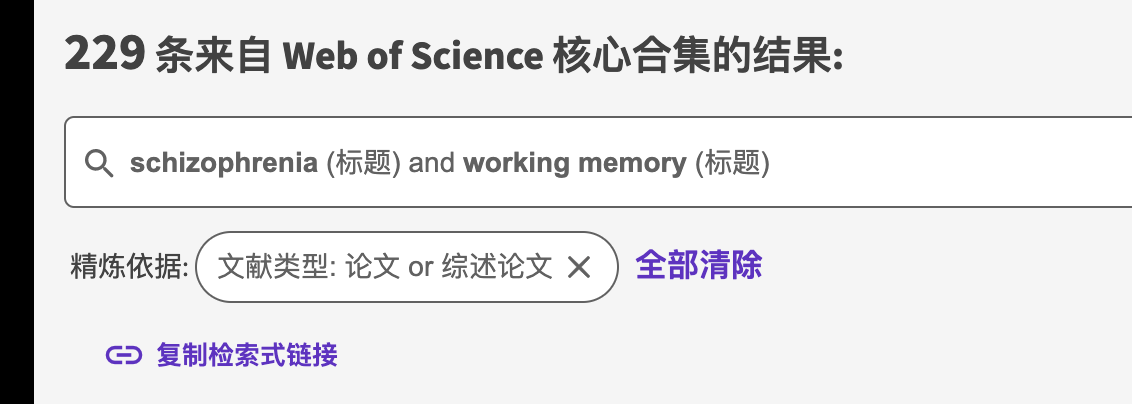 229 条来自 Web of Science 核心合集的结果:
schizophrenia (标题) and working memory (标题)
精炼依据: 文献类型: 论文 or 综述论文 全部清除
复制检索式链接